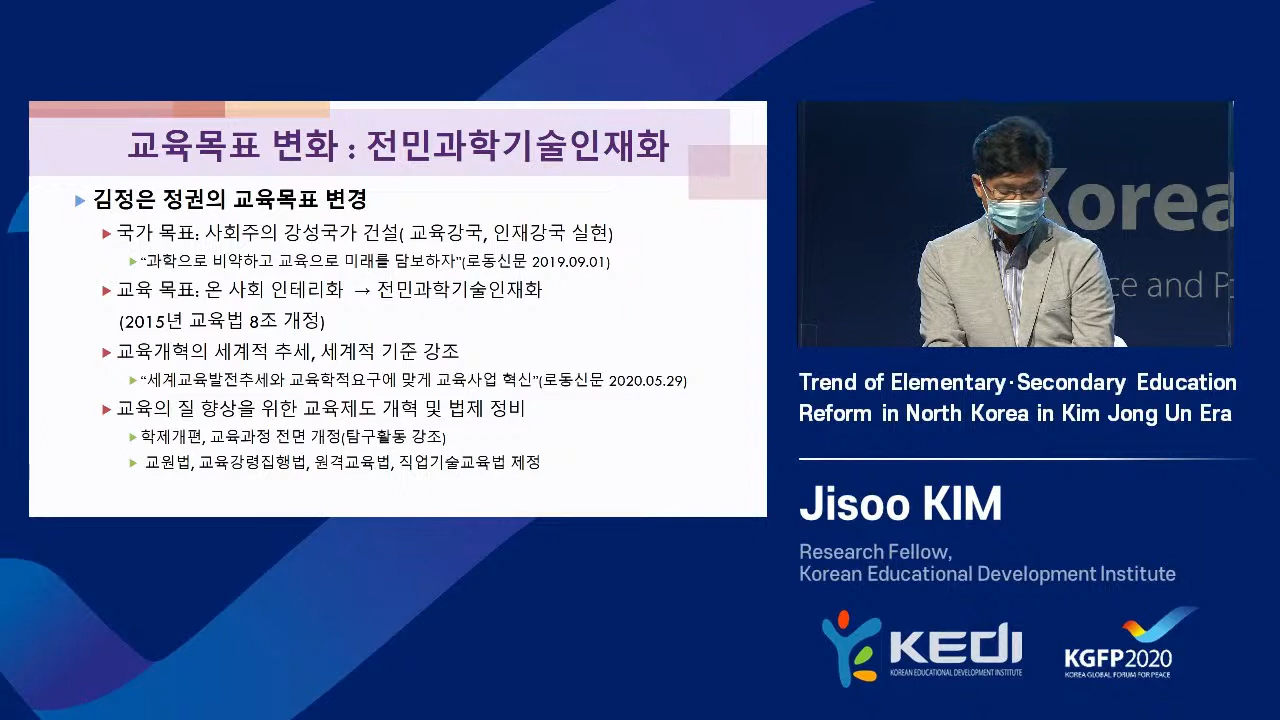 교육목표 변화 : 전민과학기술인재화
김정은 정권의 교육목표 변경
국가 목표: 사회주의 강성국가 건설( 교육강국, 인재강국 실현)
“과학으로 비약하고 교육으로 미래를 담보하자”(로동신문 2019.09.01)
교육 목표: 온 사회 인테리화 → 전민과학기술인재화
(2015년 교육법 8조 개정)
교육개혁의 세계적 추세, 세계적 기준 강조
“세계교육발전추세와 교육학적요구에 맞게 교육사업 혁신”(로동신문 2020.05.29)
교육의 질 향상을 위한 교육제도 개혁 및 법제 정비
학제개편, 교육과정 전면 개정(탐구활동 강조)
교원법, 교육강령집행법, 원격교육법, 직업기술교육법 제정
Korea
ce and P
Trend of Elementary·Secondary Education
Reform in North Korea in Kim Jong Un Era
Jisoo KIM
Research Fellow,
Korean Educational Development Institute
KEDI
KOREAN EDUCATIONAL DEVELOPMENT INSTITUTE
KGFP2020
KOREA GLOBAL FORUM FOR PEACE